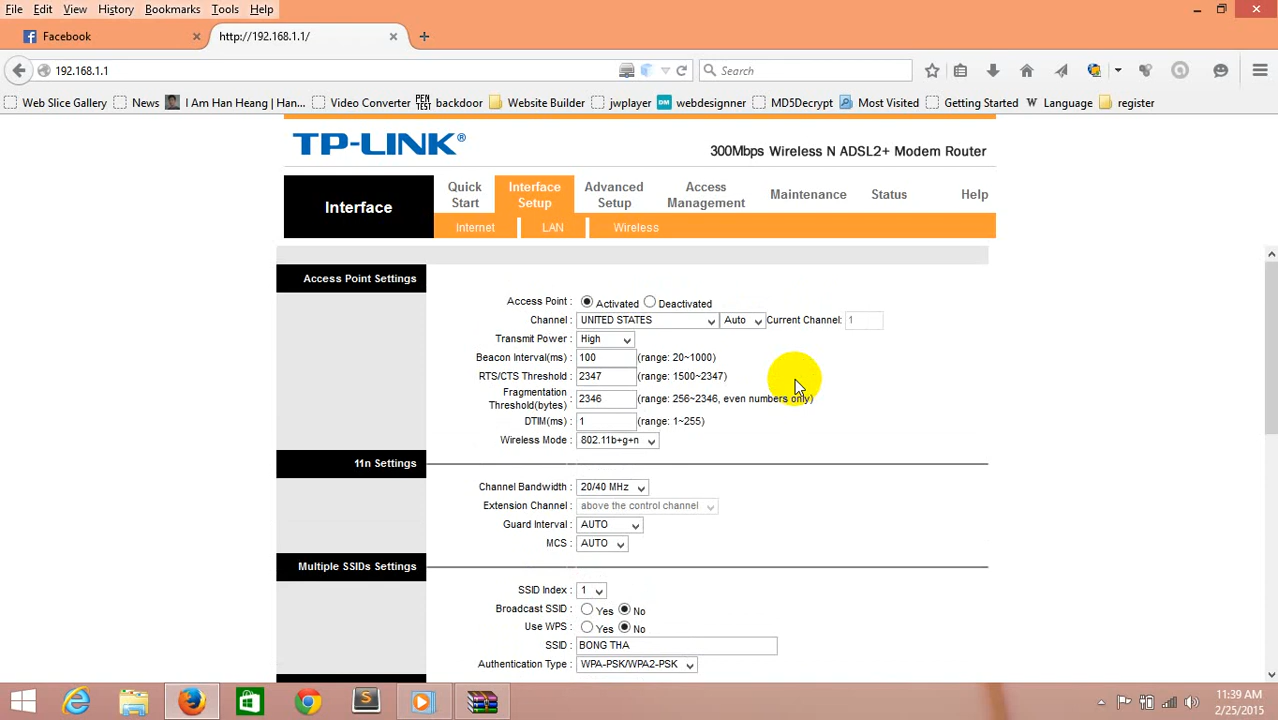 File Edit View History Bookmarks Tools Help
Facebook http://192.168.1.1/
192.168.1.1 Search
Web Slice Gallery News I Am Han Heang | Han... Video Converter PEN TEST backdoor Website Builder jwplayer DM webdesignner MD5Decrypt Most Visited Getting Started W Language register
TP-LINK®
300Mbps Wireless N ADSL2+ Modem Router
Interface
Quick Start Interface Setup Advanced Setup Access Management Maintenance Status Help
Internet LAN Wireless
Access Point Settings
Access Point : Activated Deactivated
Channel : UNITED STATES Auto Current Channel: 1
Transmit Power : High
Beacon Interval(ms) : 100 (range: 20~1000)
RTS/CTS Threshold : 2347 (range: 1500~2347)
Fragmentation Threshold(bytes) : 2346 (range: 256~2346, even numbers only)
DTIM(ms) : 1 (range: 1~255)
Wireless Mode : 802.11b+g+n
11n Settings
Channel Bandwidth : 20/40 MHz
Extension Channel : above the control channel
Guard Interval : AUTO
MCS : AUTO
Multiple SSIDs Settings
SSID Index : 1
Broadcast SSID : Yes No
Use WPS : Yes No
SSID : BONG THA
Authentication Type : WPA-PSK/WPA2-PSK
11:39 AM
2/25/2015